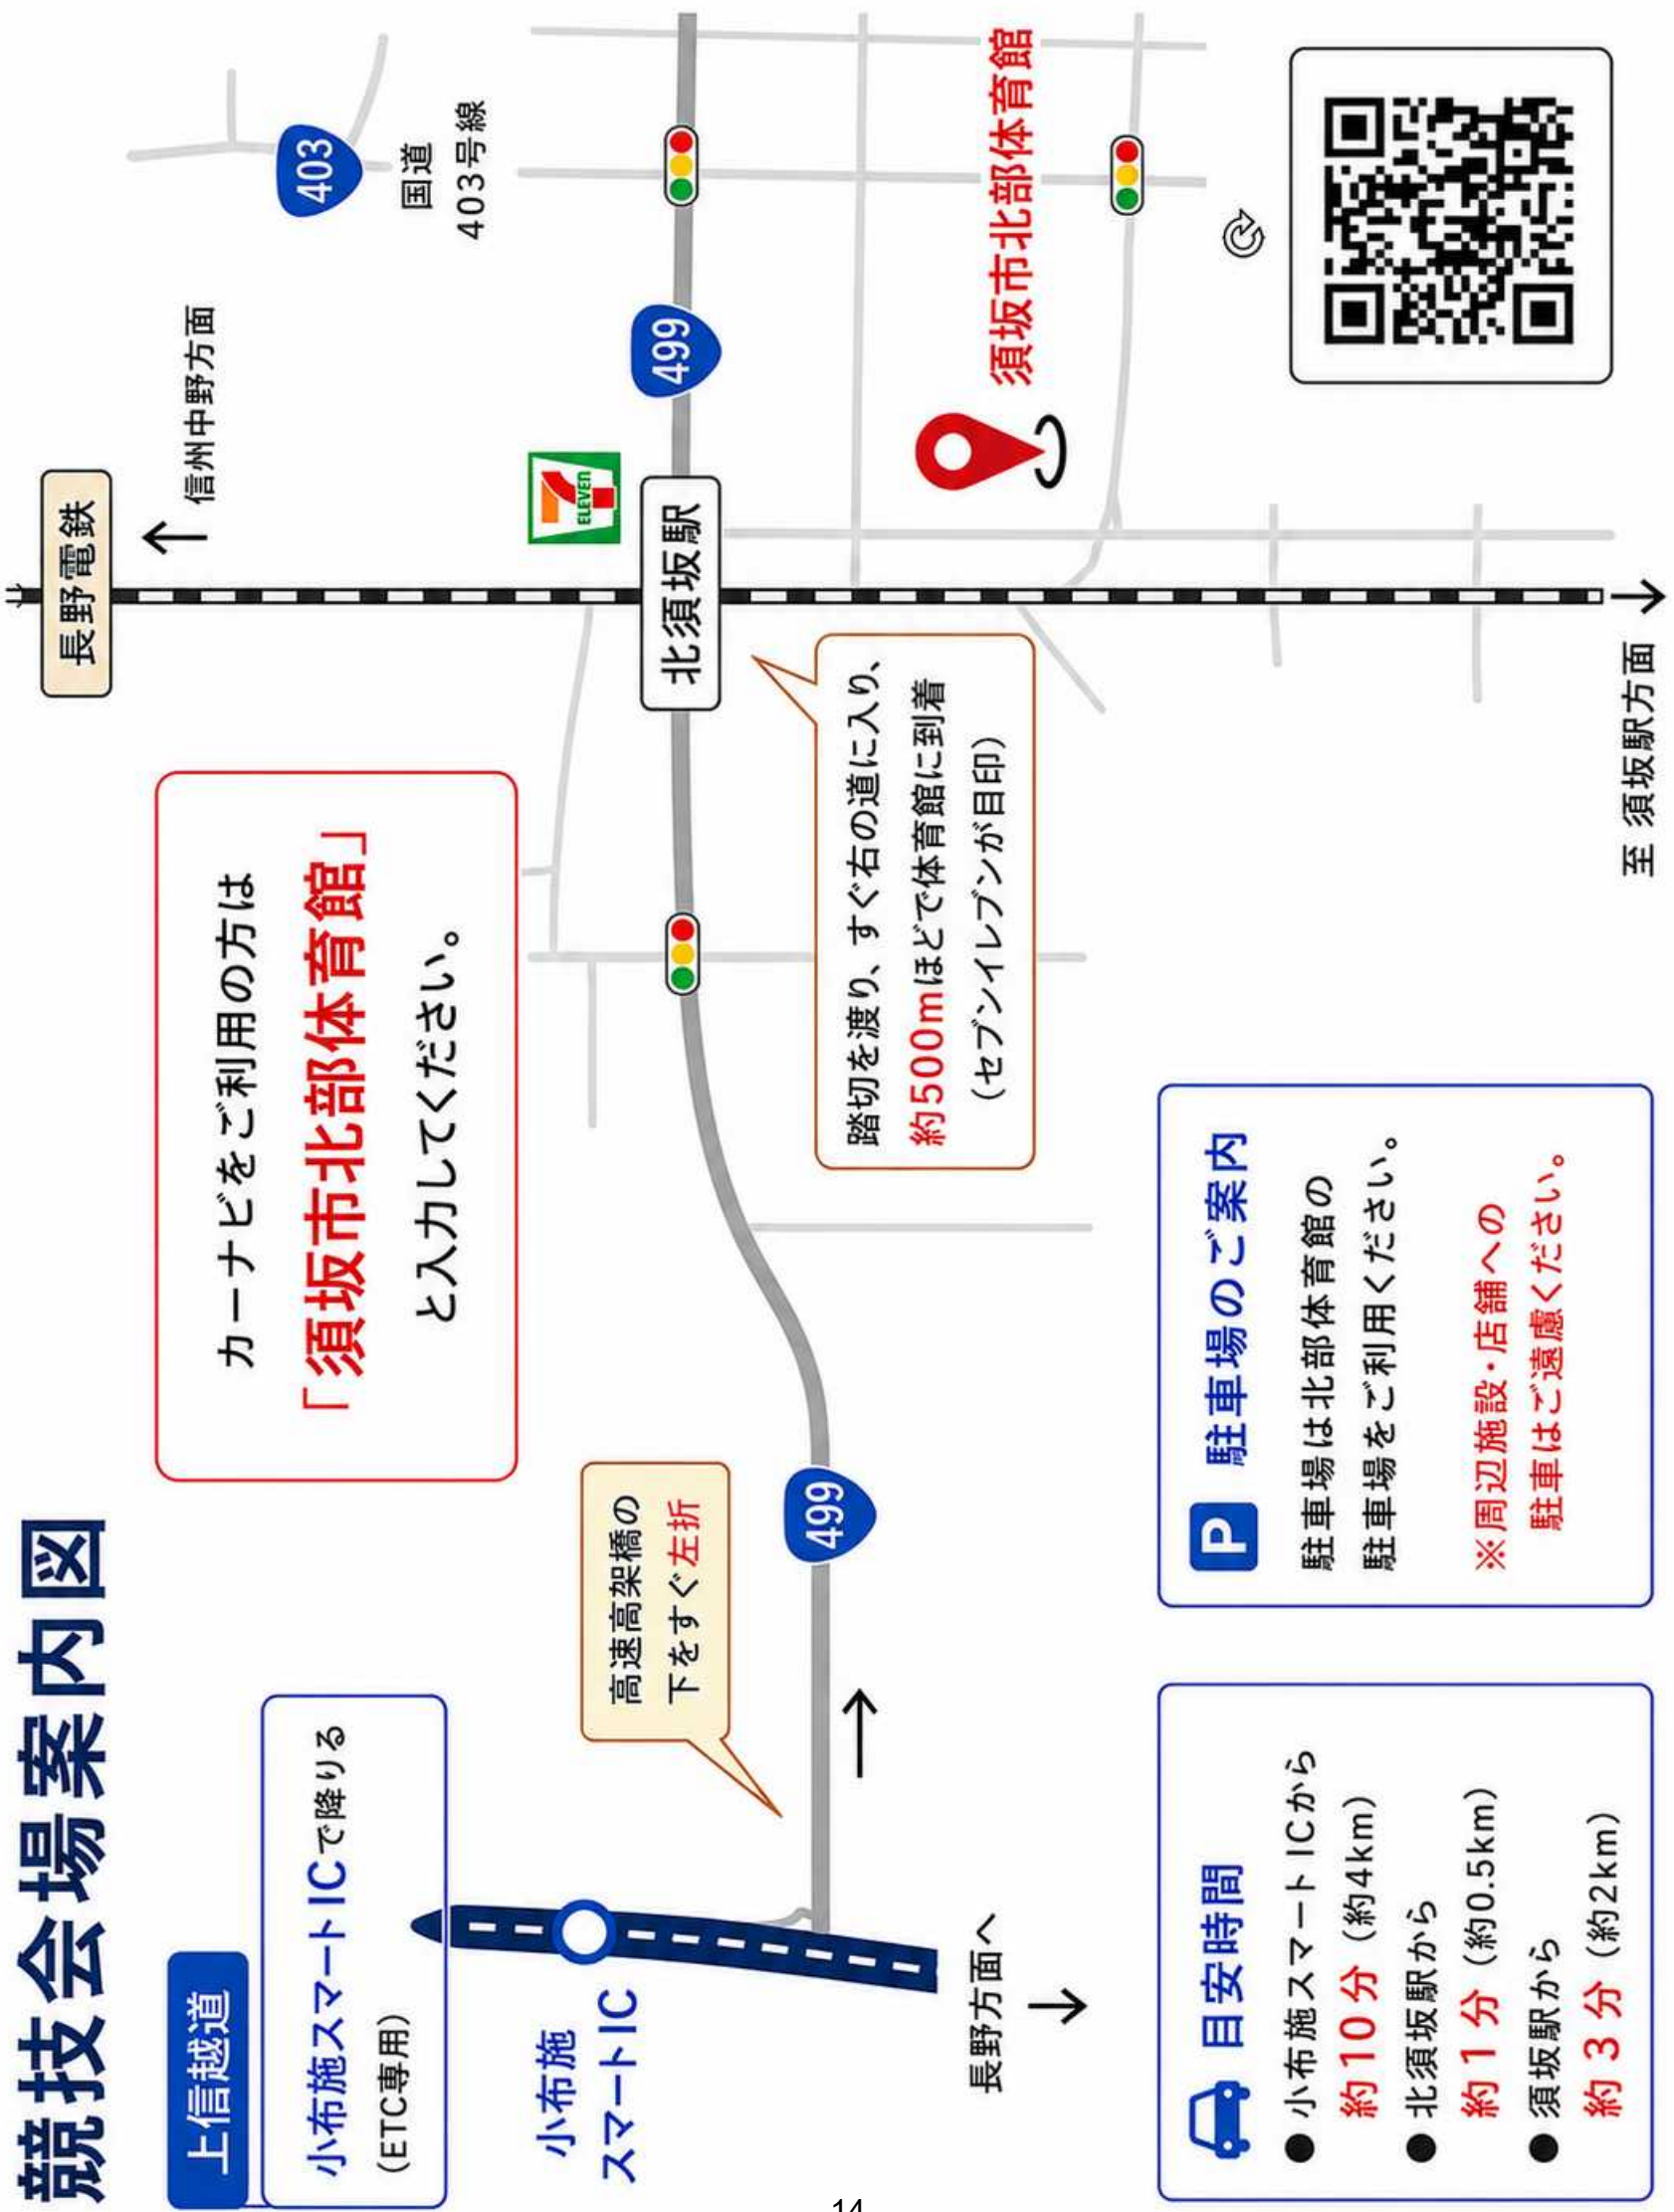 競技会場案内図
上信越道
小布施スマートICで降りる
(ETC専用)
小布施
スマートIC
長野方面へ
高速高架橋の
下をすぐ左折
499
カーナビをご利用の方は
「須坂市北部体育館」
と入力してください。
長野電鉄
信州中野方面
403
国道
403号線
7
ELEVEN
499
北須坂駅
踏切を渡り、すぐ右の道に入り、
約500mほどで体育館に到着
(セブンイレブンが目印)
須坂市北部体育館
至 須坂駅方面
目安時間
● 小布施スマートICから
約10分(約4km)
● 北須坂駅から
約1分(約0.5km)
● 須坂駅から
約3分(約2km)
P 駐車場のご案内
駐車場は北部体育館の
駐車場をご利用ください。
※周辺施設・店舗への
駐車はご遠慮ください。
14